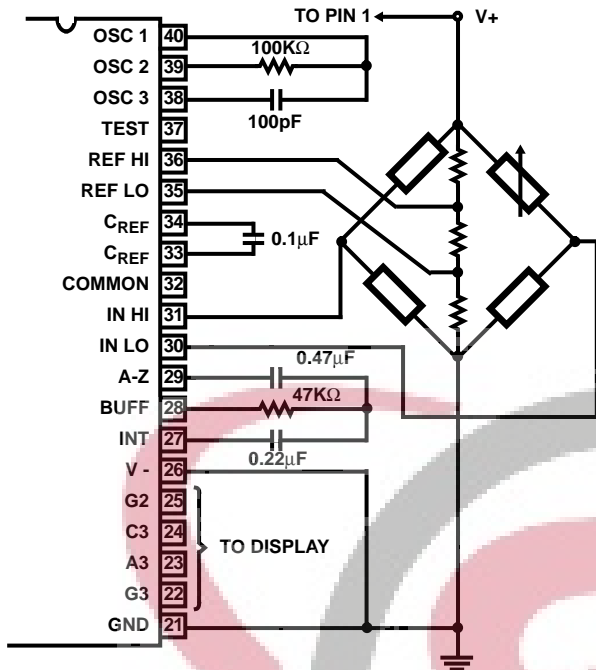 TO PIN 1 V+
OSC 1 40
100KΩ
OSC 2 39
OSC 3 38
100pF
TEST 37
REF HI 36
REF LO 35
CREF 34
0.1µF
CREF 33
COMMON 32
IN HI 31
IN LO 30
0.47µF
A-Z 29
47KΩ
BUFF 28
INT 27
0.22µF
V - 26
G2 25
C3 24
TO DISPLAY
A3 23
G3 22
GND 21